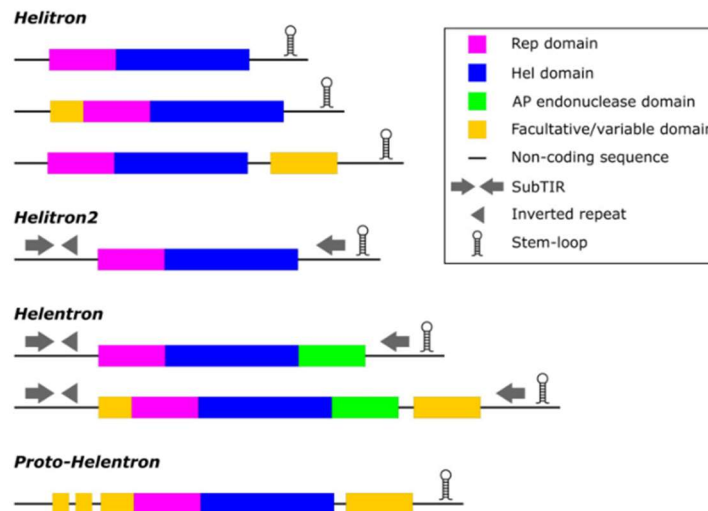 Helitron
Rep domain
Hel domain
AP endonuclease domain
Facultative/variable domain
Non-coding sequence
SubTIR
Inverted repeat
Stem-loop
Helitron2
Helentron
Proto-Helentron